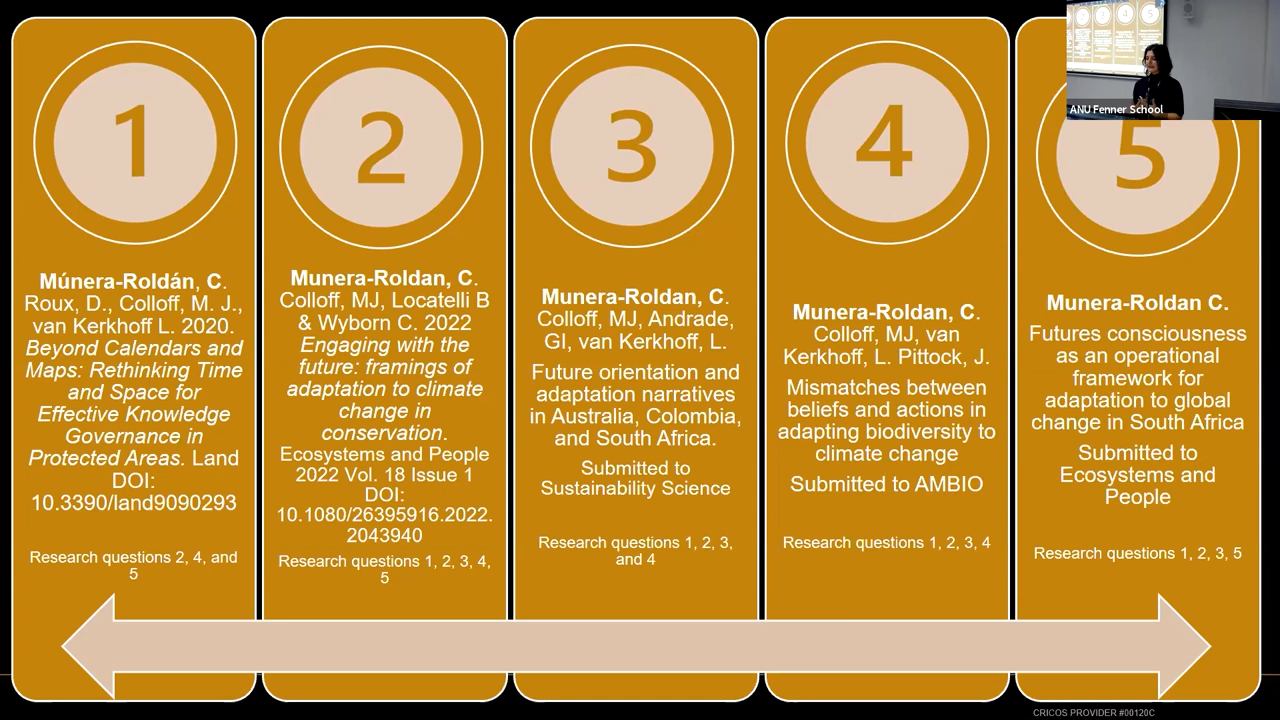 1
Múnera-Roldán, C.
Roux, D., Colloff, M. J.,
van Kerkhoff L. 2020.
Beyond Calendars and
Maps: Rethinking Time
and Space for
Effective Knowledge
Governance in
Protected Areas. Land
DOI:
10.3390/land9090293
Research questions 2, 4, and
5
2
Munera-Roldan, C.
Colloff, MJ, Locatelli B
& Wyborn C. 2022
Engaging with the
future: framings of
adaptation to climate
change in
conservation.
Ecosystems and People
2022 Vol. 18 Issue 1
DOI:
10.1080/26395916.2022.
2043940
Research questions 1, 2, 3, 4,
5
3
Munera-Roldan, C.
Colloff, MJ, Andrade,
GI, van Kerkhoff, L.
Future orientation and
adaptation narratives
in Australia, Colombia,
and South Africa.
Submitted to
Sustainability Science
Research questions 1, 2, 3,
and 4
4
Munera-Roldan, C.
Colloff, MJ, van
Kerkhoff, L. Pittock, J.
Mismatches between
beliefs and actions in
adapting biodiversity to
climate change
Submitted to AMBIO
Research questions 1, 2, 3, 4
5
Munera-Roldan C.
Futures consciousness
as an operational
framework for
adaptation to global
change in South Africa
Submitted to
Ecosystems and
People
Research questions 1, 2, 3, 5
ANU Fenner School
CRICOS PROVIDER #00120C